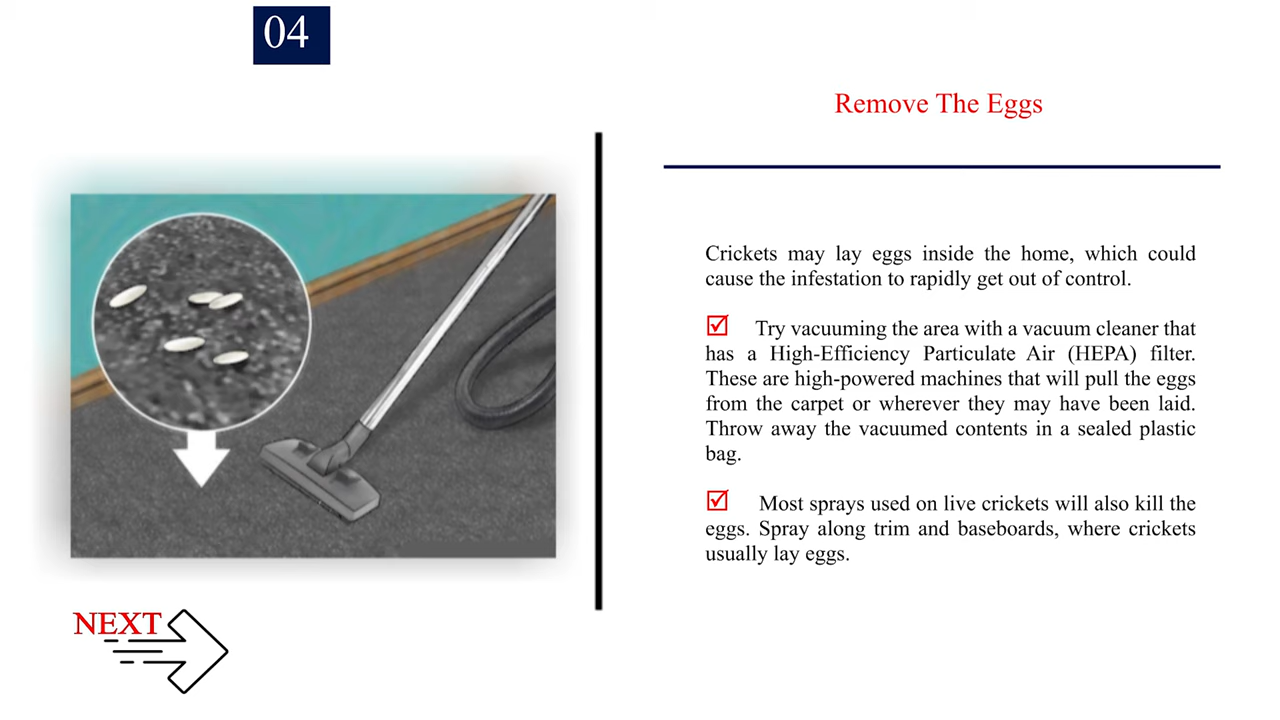 04
Remove The Eggs
Crickets may lay eggs inside the home, which could
cause the infestation to rapidly get out of control.
Try vacuuming the area with a vacuum cleaner that
has a High-Efficiency Particulate Air (HEPA) filter.
These are high-powered machines that will pull the eggs
from the carpet or wherever they may have been laid.
Throw away the vacuumed contents in a sealed plastic
bag.
Most sprays used on live crickets will also kill the
eggs. Spray along trim and baseboards, where crickets
usually lay eggs.
NEXT